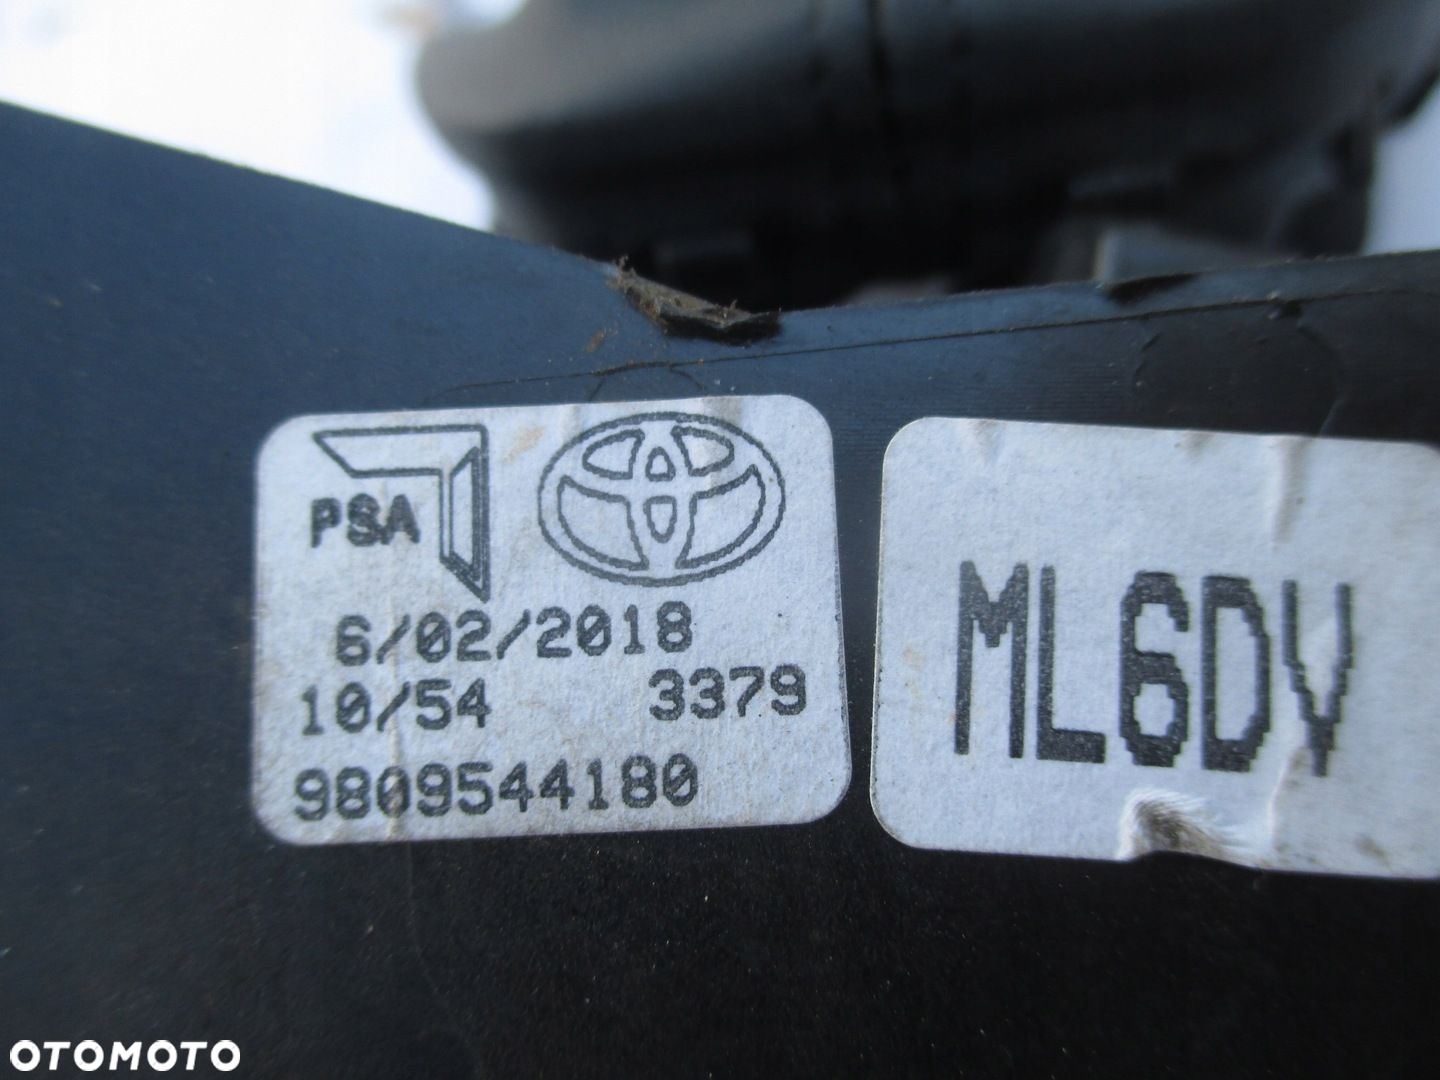 PSA
6/02/2018
10/54 3379
9809544180
ML6DV
OTOMOTO